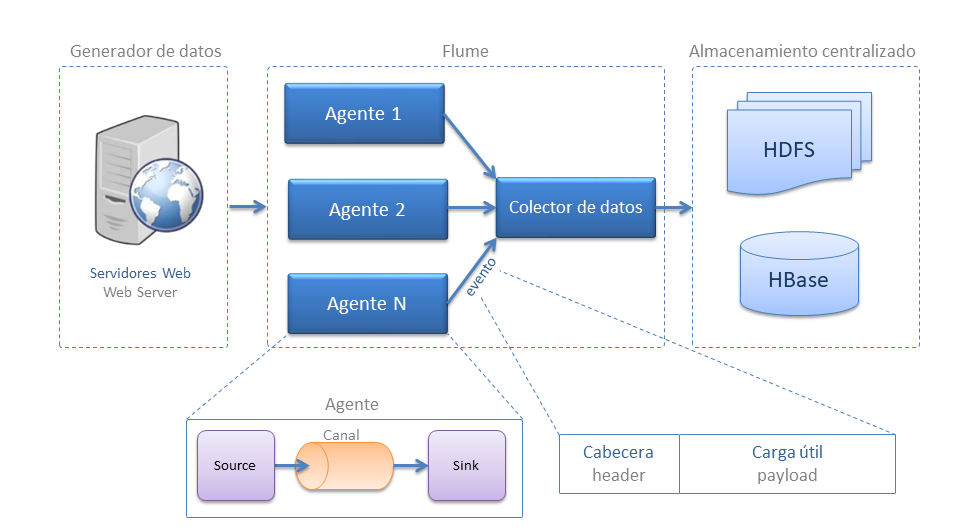 Generador de datos
Flume
Almacenamiento centralizado
Agente 1
HDFS
Agente 2
Colector de datos
Servidores Web
Web Server
evento
HBase
Agente N
Agente
Canal
Source
Sink
Cabecera
header
Carga útil
payload